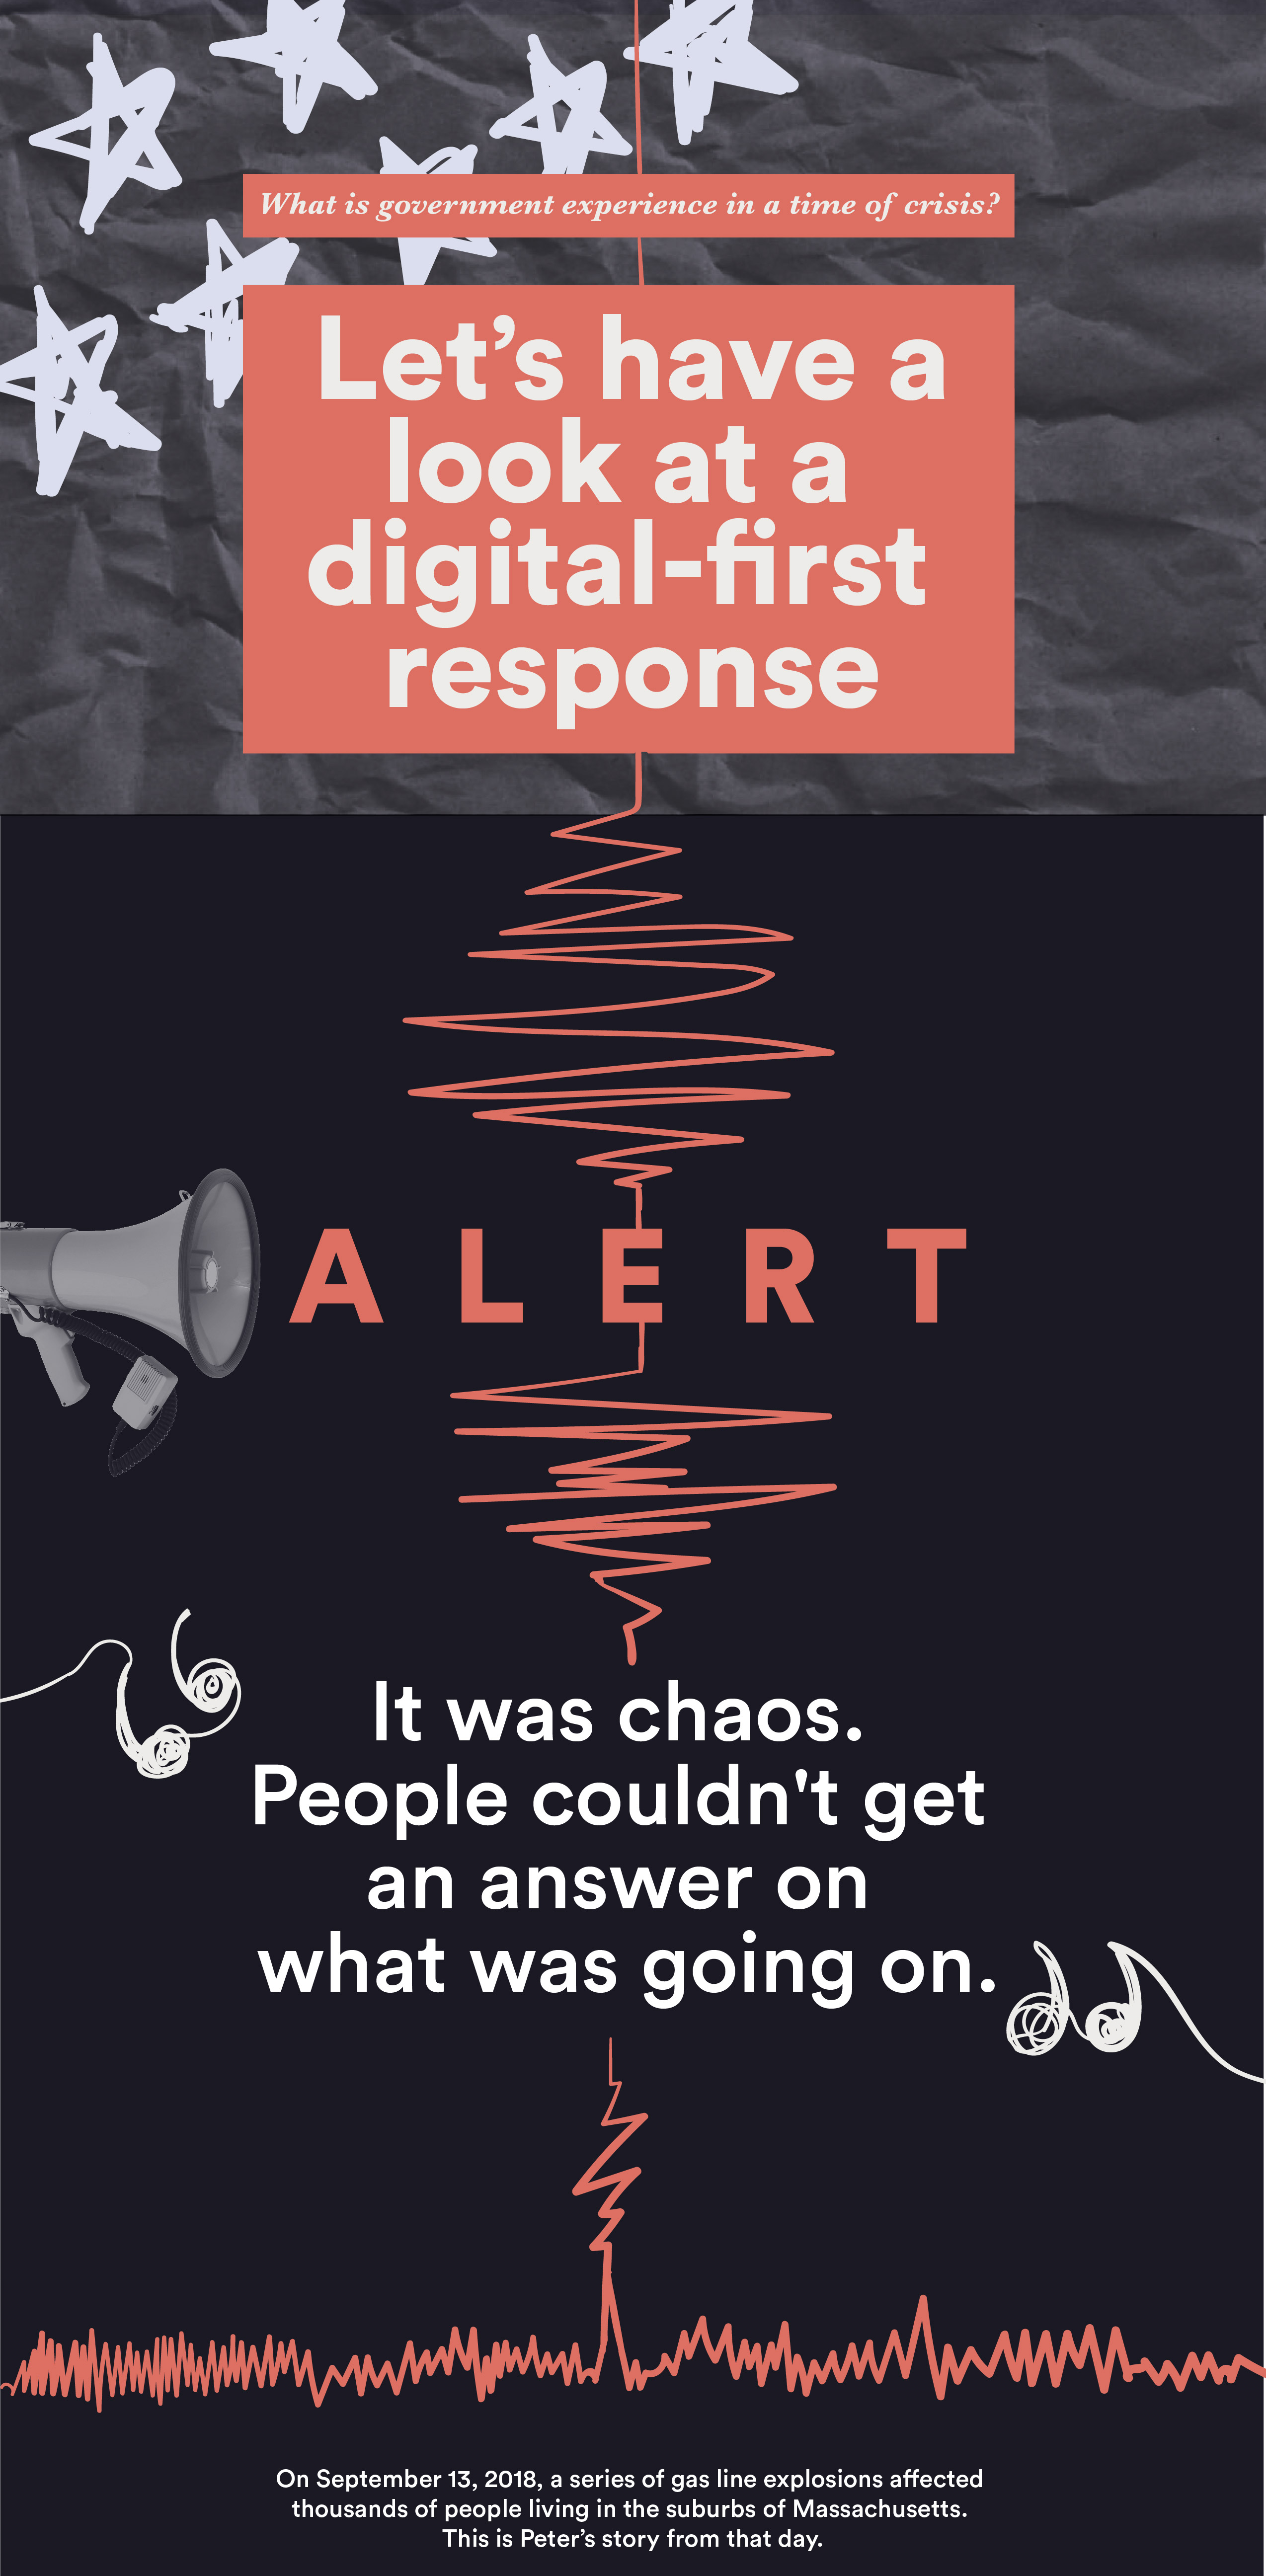 What is government experience in a time of crisis?
Let’s have a
look at a
digital-first
response
A L E R T
It was chaos.
People couldn't get
an answer on
what was going on.
On September 13, 2018, a series of gas line explosions affected
thousands of people living in the suburbs of Massachusetts.
This is Peter’s story from that day.